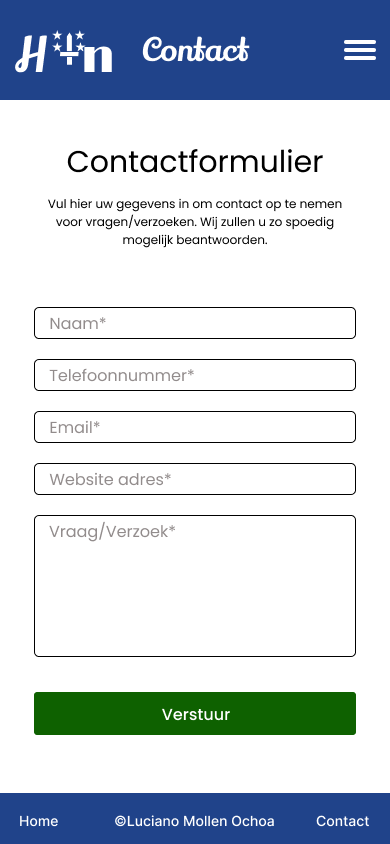 H n Contact
Contactformulier
Vul hier uw gegevens in om contact op te nemen
voor vragen/verzoeken. Wij zullen u zo spoedig
mogelijk beantwoorden.
Naam*
Telefoonnummer*
Email*
Website adres*
Vraag/Verzoek*
Verstuur
Home ©Luciano Mollen Ochoa Contact